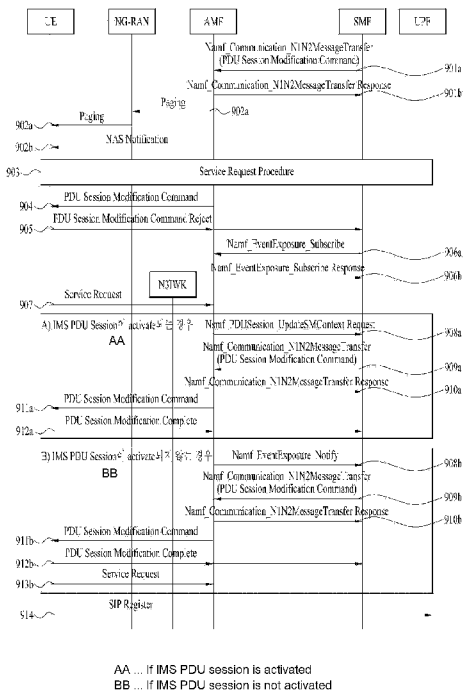 UE NG-RAN AMF SMF UPF
Namf_Communication_N1N2MessageTransfer
(PDU Session Modification Command)
901a
Namf_Communication_N1N2MessageTransfer Response
901b
Paging
902a
Paging
902a
NAS Notification
902b
903
Service Request Procedure
PDU Session Modification Command
904
PDU Session Modification Command Reject
905
Namf_EventExposure_Subscribe
906a
Namf_EventExposure_Subscribe Response
906b
N3IWK
Service Request
907
A) IMS PDU Session이 activate되는 경우
Namf_PDUSession_UpdateSMContext Request
908a
AA
Namf_Communication_N1N2MessageTransfer
(PDU Session Modification Command)
909a
Namf_Communication_N1N2MessageTransfer Response
910a
PDU Session Modification Command
911a
PDU Session Modification Complete
912a
B) IMS PDU Session이 activate되지 않는 경우
Namf_EventExposure_Notify
908b
BB
Namf_Communication_N1N2MessageTransfer
(PDU Session Modification Command)
909b
Namf_Communication_N1N2MessageTransfer Response
910b
PDU Session Modification Command
911b
PDU Session Modification Complete
912b
Service Request
913b
SIP Register
914
AA ... If IMS PDU session is activated
BB ... If IMS PDU session is not activated